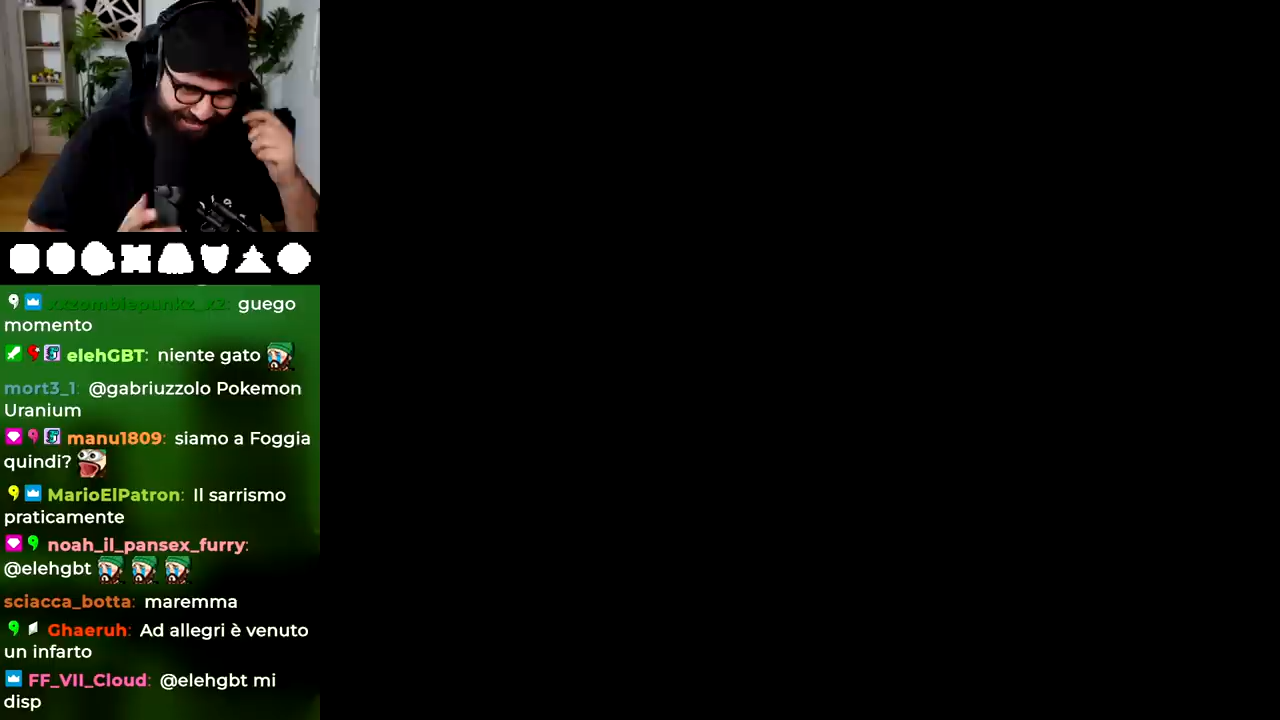 xxzombiepunkz_xz: guego
momento
elehGBT: niente gato
mort3_1: @gabriuzzolo Pokemon
Uranium
manu1809: siamo a Foggia
quindi?
MarioElPatron: Il sarrismo
praticamente
noah_il_pansex_furry:
@elehgbt
sciacca_botta: maremma
Ghaeruh: Ad allegri è venuto
un infarto
FF_VII_Cloud: @elehgbt mi
disp